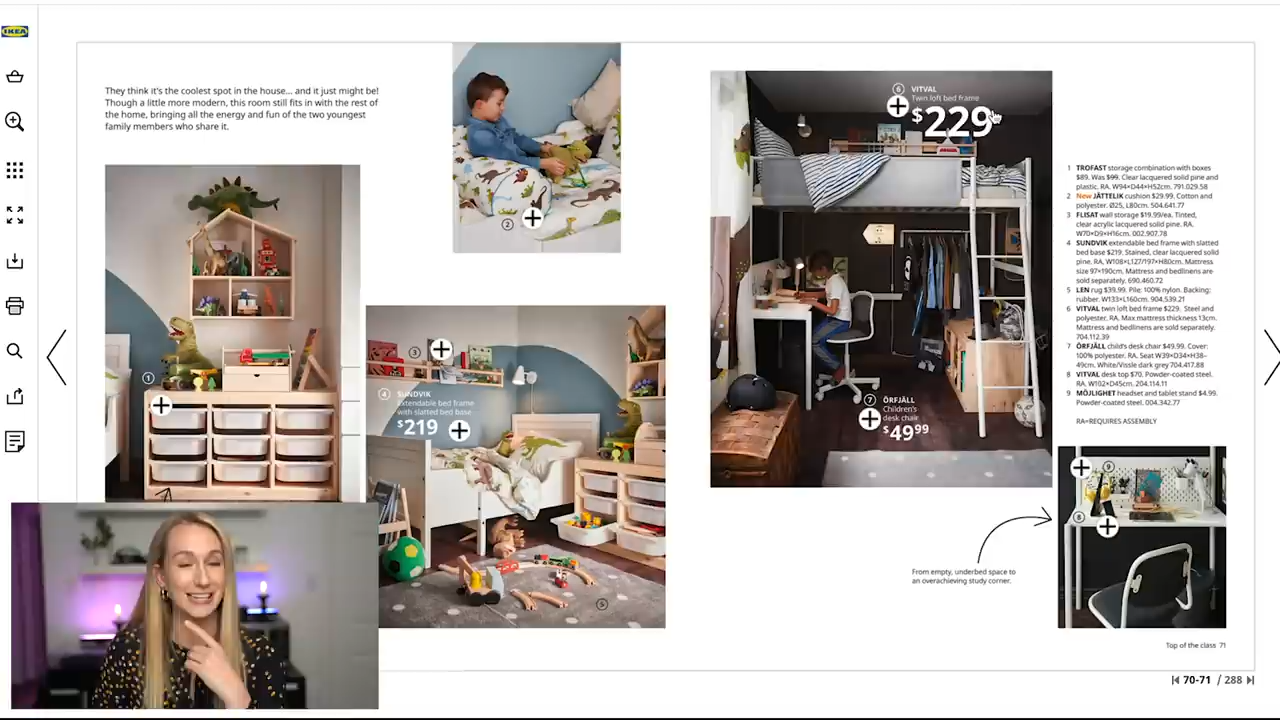 IKEA
They think it's the coolest spot in the house... and it just might be!
Though a little more modern, this room still fits in with the rest of
the home, bringing all the energy and fun of the two youngest
family members who share it.
1
2
3
4 SUNDVIK
Extendable bed frame
with slatted bed base
$219
5
6 VITVAL
Twin loft bed frame
$229
7 ÖRFJÄLL
Children's
desk chair
$49⁹⁹
1 TROFAST storage combination with boxes
$89. Was $99. Clear lacquered solid pine and
plastic. RA. W94×D44×H52cm. 791.029.58
2 New JÄTTELIK cushion $29.99. Cotton and
polyester. Ø25, L80cm. 504.641.77
3 FLISAT wall storage $19.99/ea. Tinted,
clear acrylic lacquered solid pine. RA.
W70×D9×H16cm. 002.907.78
4 SUNDVIK extendable bed frame with slatted
bed base $219. Stained, clear lacquered solid
pine. RA. W108×L127/197×H80cm. Mattress
size 97×190cm. Mattress and bedlinens are
sold separately. 690.460.72
5 LEN rug $39.99. Pile: 100% nylon. Backing:
rubber. W133×L160cm. 904.539.21
6 VITVAL twin loft bed frame $229. Steel and
polyester. RA. Max mattress thickness 13cm.
Mattress and bedlinens are sold separately.
704.112.39
7 ÖRFJÄLL child's desk chair $49.99. Cover:
100% polyester. RA. Seat W39×D34×H38–
49cm. White/Vissle dark grey 704.417.88
8 VITVAL desk top $70. Powder-coated steel.
RA. W102×D45cm. 204.114.11
9 MÖJLIGHET headset and tablet stand $4.99.
Powder-coated steel. 004.342.77
RA=REQUIRES ASSEMBLY
9
8
From empty, underbed space to
an overachieving study corner.
Top of the class 71
70-71 / 288